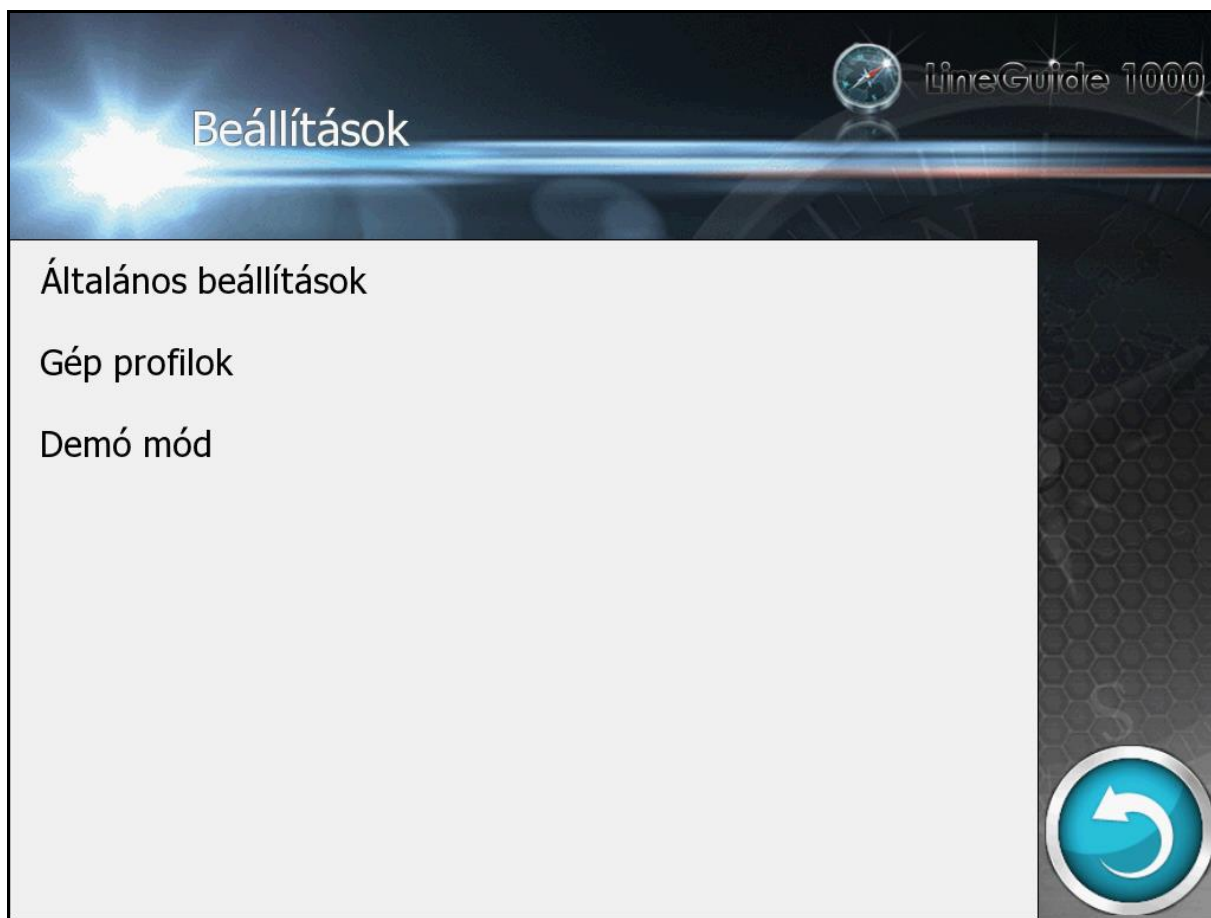 LineGuide 1000
Beállítások
Általános beállítások
Gép profilok
Demó mód
N
S